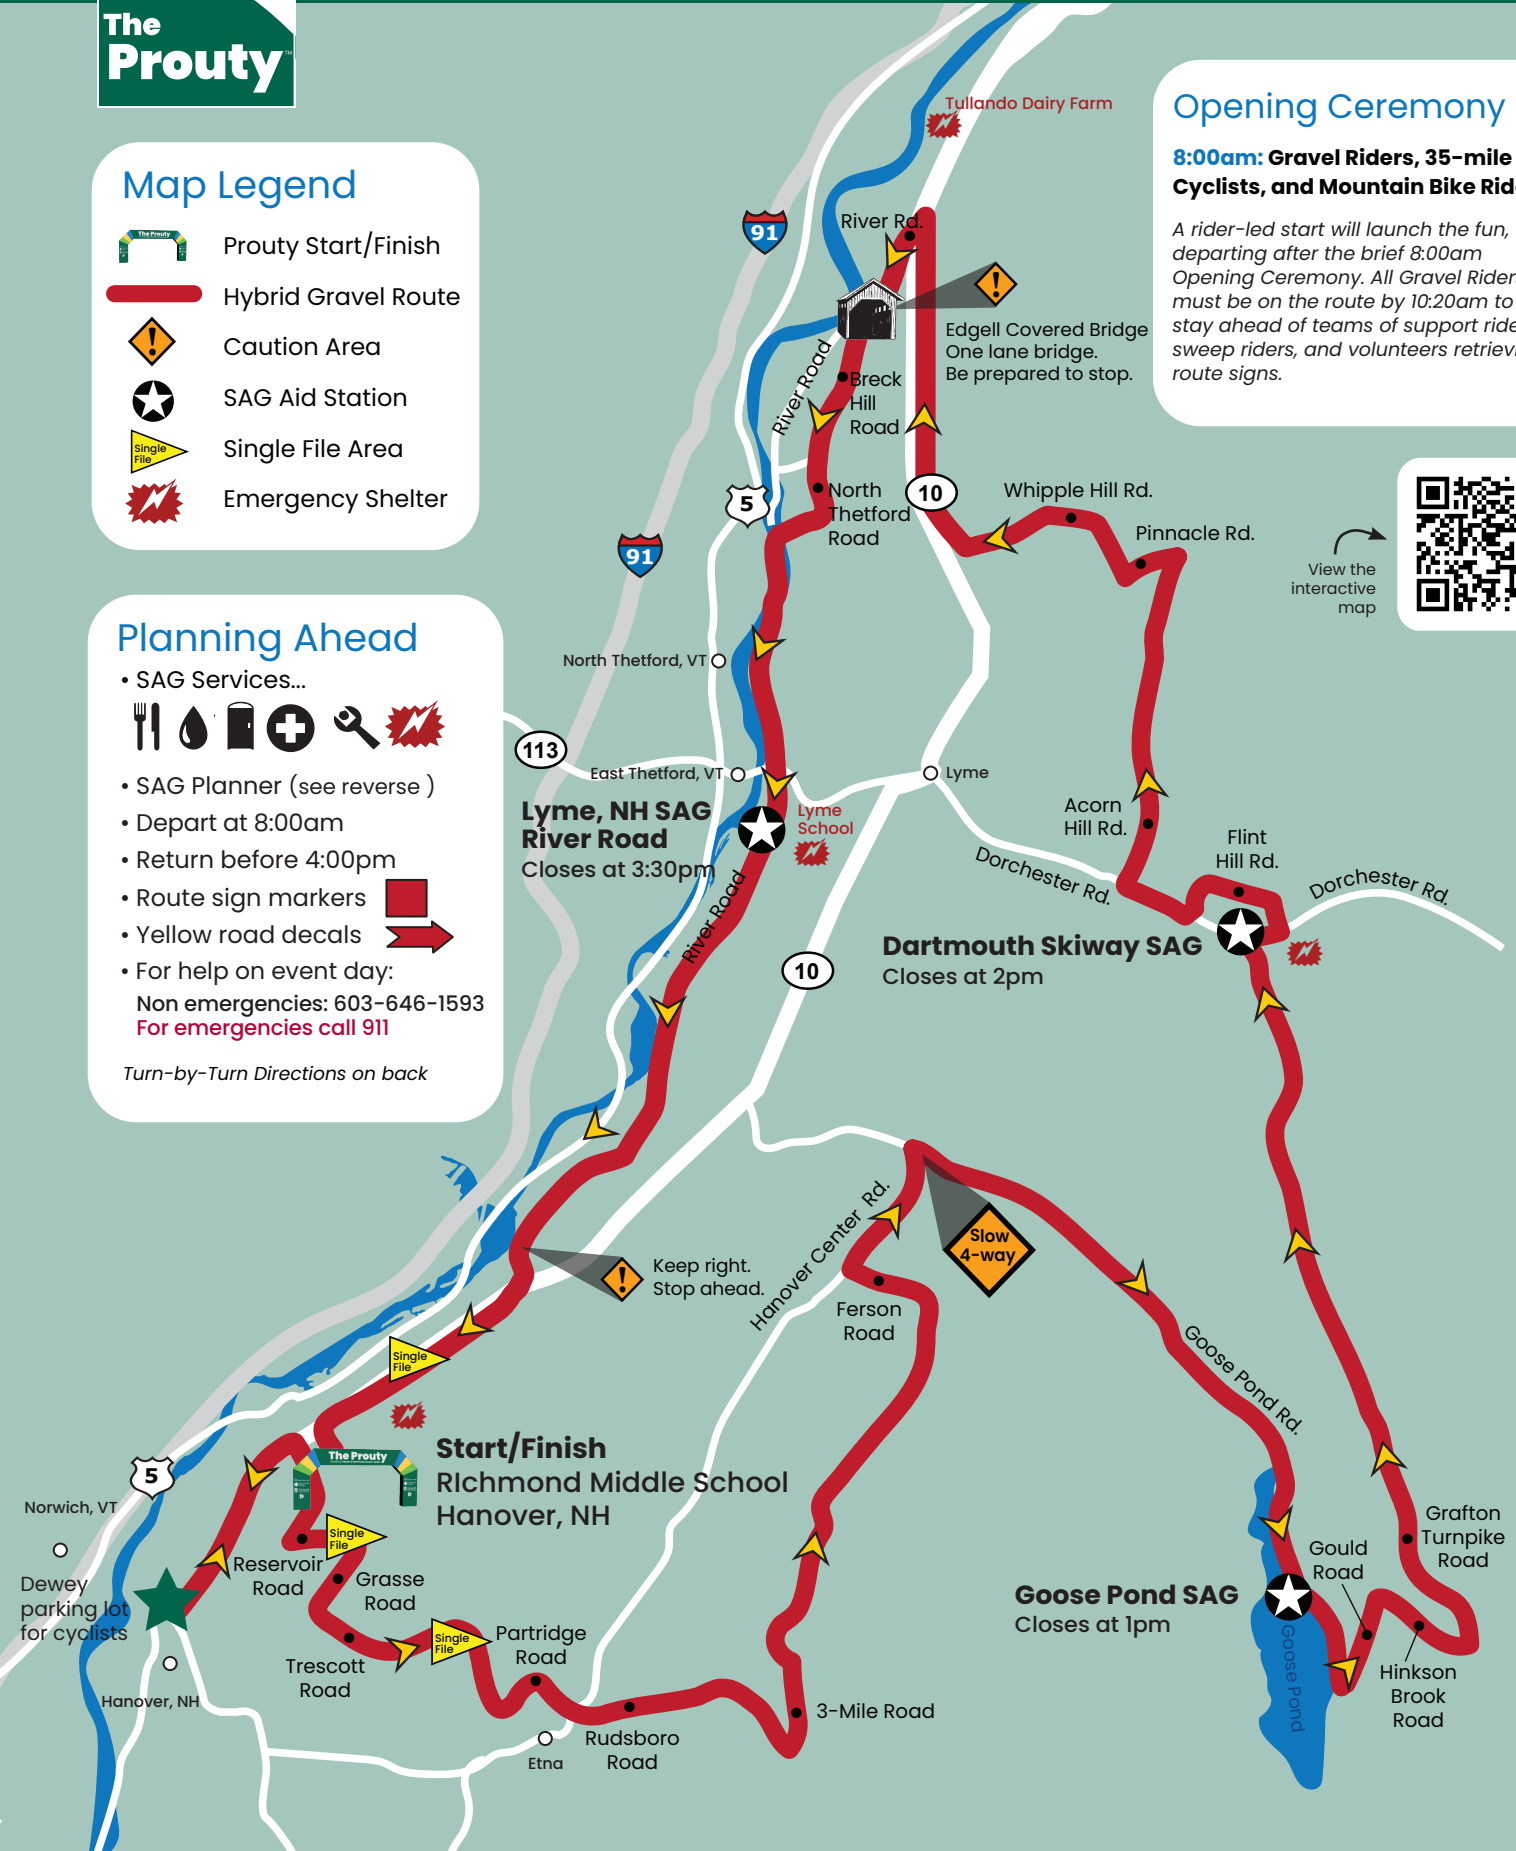 The
Prouty™
Map Legend
The Prouty
Prouty Start/Finish
Hybrid Gravel Route
!
Caution Area
SAG Aid Station
Single
File
Single File Area
Emergency Shelter
Planning Ahead
• SAG Services...
• SAG Planner (see reverse )
• Depart at 8:00am
• Return before 4:00pm
• Route sign markers
• Yellow road decals
• For help on event day:
Non emergencies: 603-646-1593
For emergencies call 911
Turn-by-Turn Directions on back
Opening Ceremony
8:00am: Gravel Riders, 35-mile
Cyclists, and Mountain Bike
A rider-led start will launch the fun,
departing after the brief 8:00am
Opening Ceremony. All Gravel
must be on the route by 10:20am to
stay ahead of teams of support
sweep riders, and volunteers
route signs.
View the
interactive
map
Tullando Dairy Farm
91
River Rd.
!
Edgell Covered Bridge
One lane bridge.
Be prepared to stop.
River Road
Breck
Hill
Road
5
North
Thetford
Road
10
Whipple Hill Rd.
Pinnacle Rd.
91
North Thetford, VT
113
East Thetford, VT
Lyme
Lyme, NH SAG
River Road
Closes at 3:30pm
Lyme
School
Acorn
Hill Rd.
Flint
Hill Rd.
Dorchester Rd.
Dorchester Rd.
River Road
Dartmouth Skiway SAG
Closes at 2pm
10
Hanover Center Rd.
Slow
4-way
!
Keep right.
Stop ahead.
Ferson
Road
Goose Pond Rd.
Single
File
Start/Finish
RIchmond Middle School
Hanover, NH
The Prouty
5
Norwich, VT
Dewey
parking lot
for cyclists
Hanover, NH
Single
File
Reservoir
Road
Grasse
Road
Single
File
Trescott
Road
Partridge
Road
Etna
Rudsboro
Road
3-Mile Road
Goose Pond SAG
Closes at 1pm
Goose Pond
Gould
Road
Grafton
Turnpike
Road
Hinkson
Brook
Road